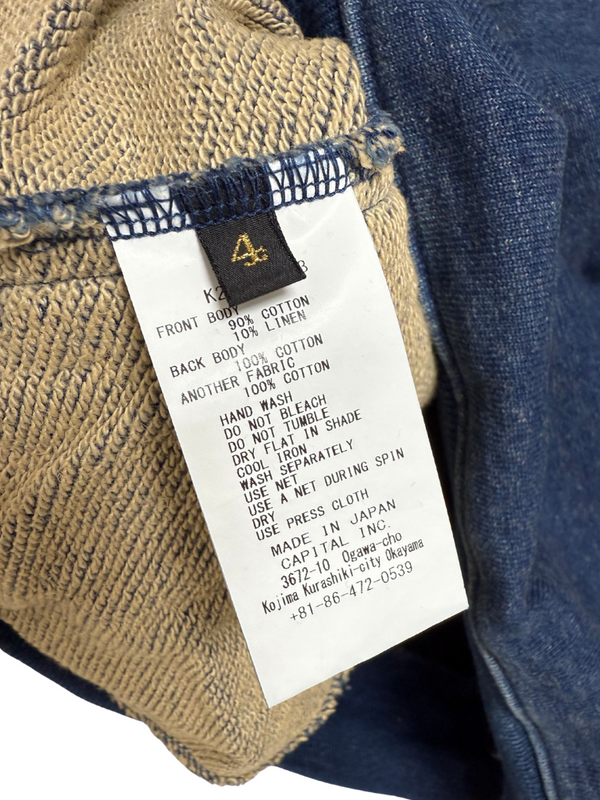 4
FRONT BODY
90% COTTON
10% LINEN
BACK BODY
100% COTTON
ANOTHER FABRIC
100% COTTON
HAND WASH
DO NOT BLEACH
DO NOT TUMBLE
DRY FLAT IN SHADE
COOL IRON
WASH SEPARATELY
USE NET
USE A NET DURING SPIN
DRY
USE PRESS CLOTH
MADE IN JAPAN
CAPITAL INC.
3672-10 Ogawa-cho
Kojima Kurashiki-city Okayama
+81-86-472-0539